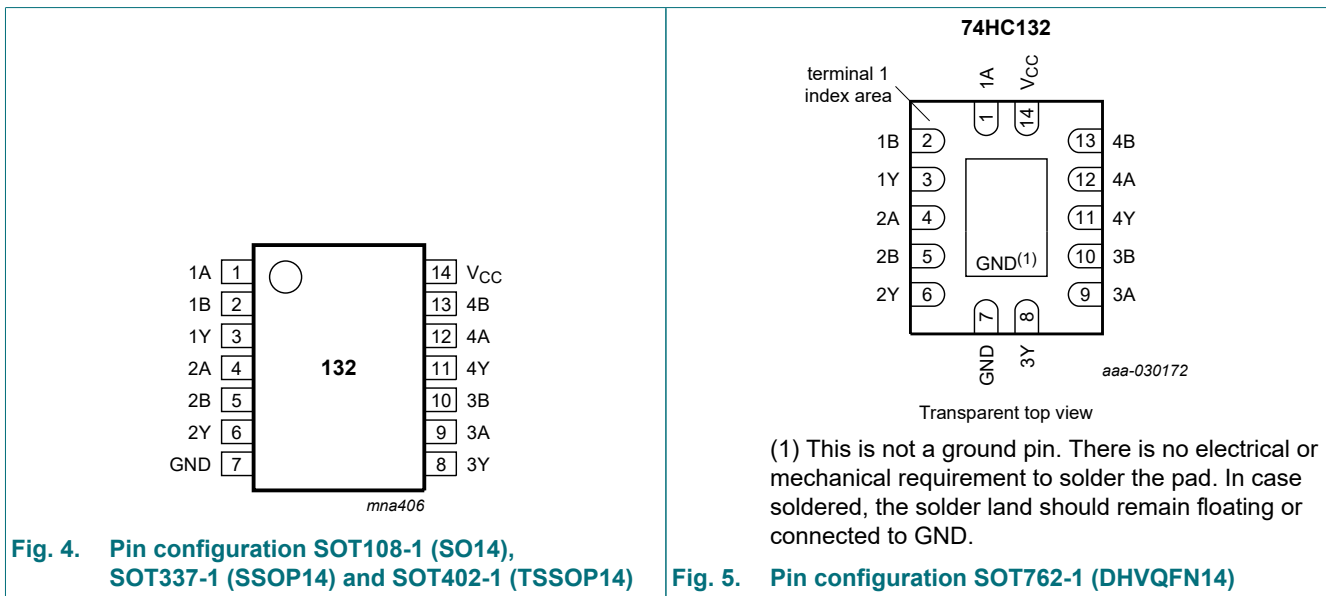 1A 1
1B 2
1Y 3
2A 4
2B 5
2Y 6
GND 7
132
14 VCC
13 4B
12 4A
11 4Y
10 3B
9 3A
8 3Y
mna406
Fig. 4. Pin configuration SOT108-1 (SO14),
SOT337-1 (SSOP14) and SOT402-1 (TSSOP14)
74HC132
terminal 1
index area
1A
VCC
1
14
1B 2
1Y 3
2A 4
2B 5
2Y 6
13 4B
12 4A
11 4Y
10 3B
9 3A
GND(1)
7
8
GND
3Y
aaa-030172
Transparent top view
(1) This is not a ground pin. There is no electrical or
mechanical requirement to solder the pad. In case
soldered, the solder land should remain floating or
connected to GND.
Fig. 5. Pin configuration SOT762-1 (DHVQFN14)